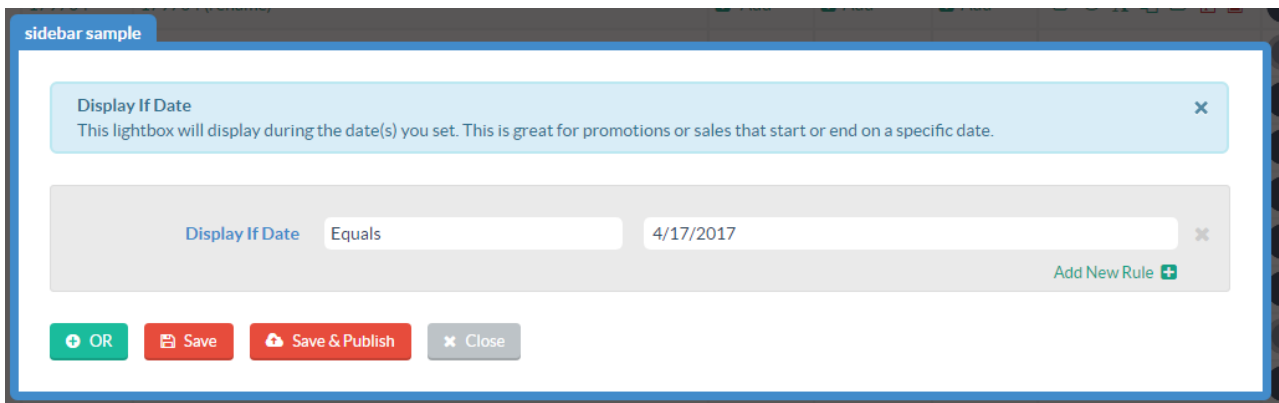 sidebar sample
Display If Date
This lightbox will display during the date(s) you set. This is great for promotions or sales that start or end on a specific date.
Display If Date Equals 4/17/2017
Add New Rule
OR Save Save & Publish Close